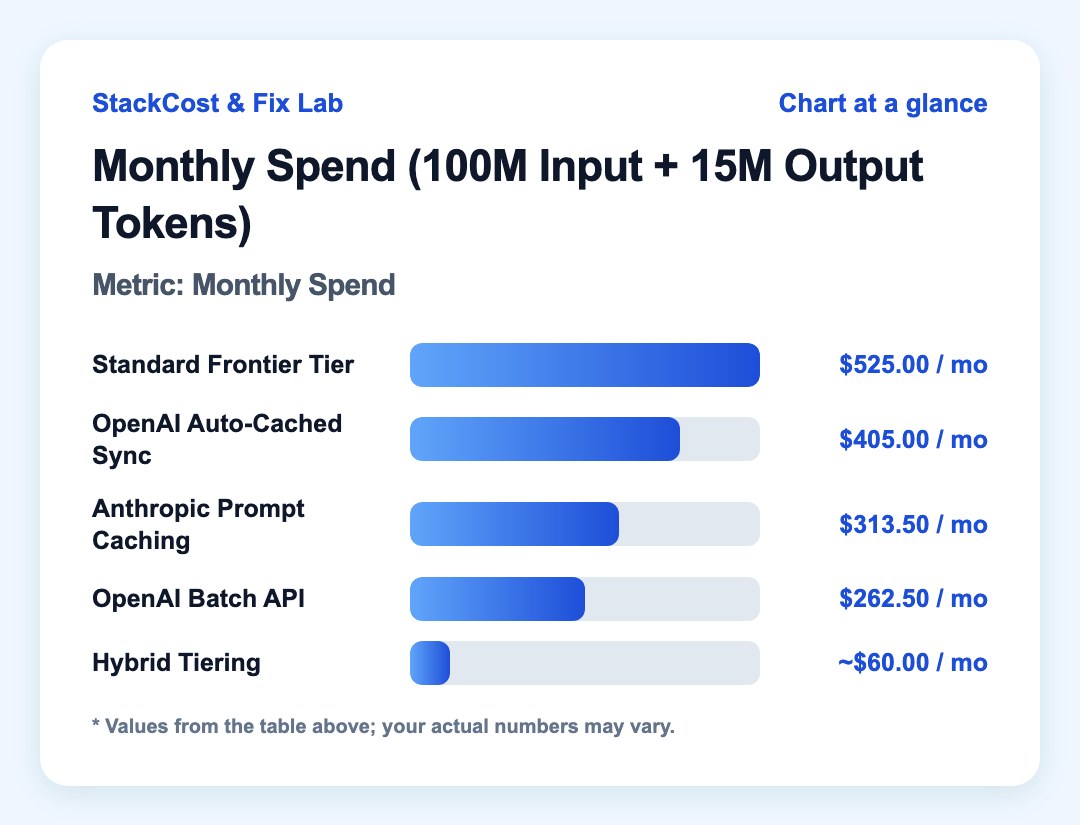 StackCost & Fix Lab
Chart at a glance
Monthly Spend (100M Input + 15M Output
Tokens)
Metric: Monthly Spend
Standard Frontier Tier
$525.00 / mo
OpenAI Auto-Cached
Sync
$405.00 / mo
Anthropic Prompt
Caching
$313.50 / mo
OpenAI Batch API
$262.50 / mo
Hybrid Tiering
~$60.00 / mo
* Values from the table above; your actual numbers may vary.